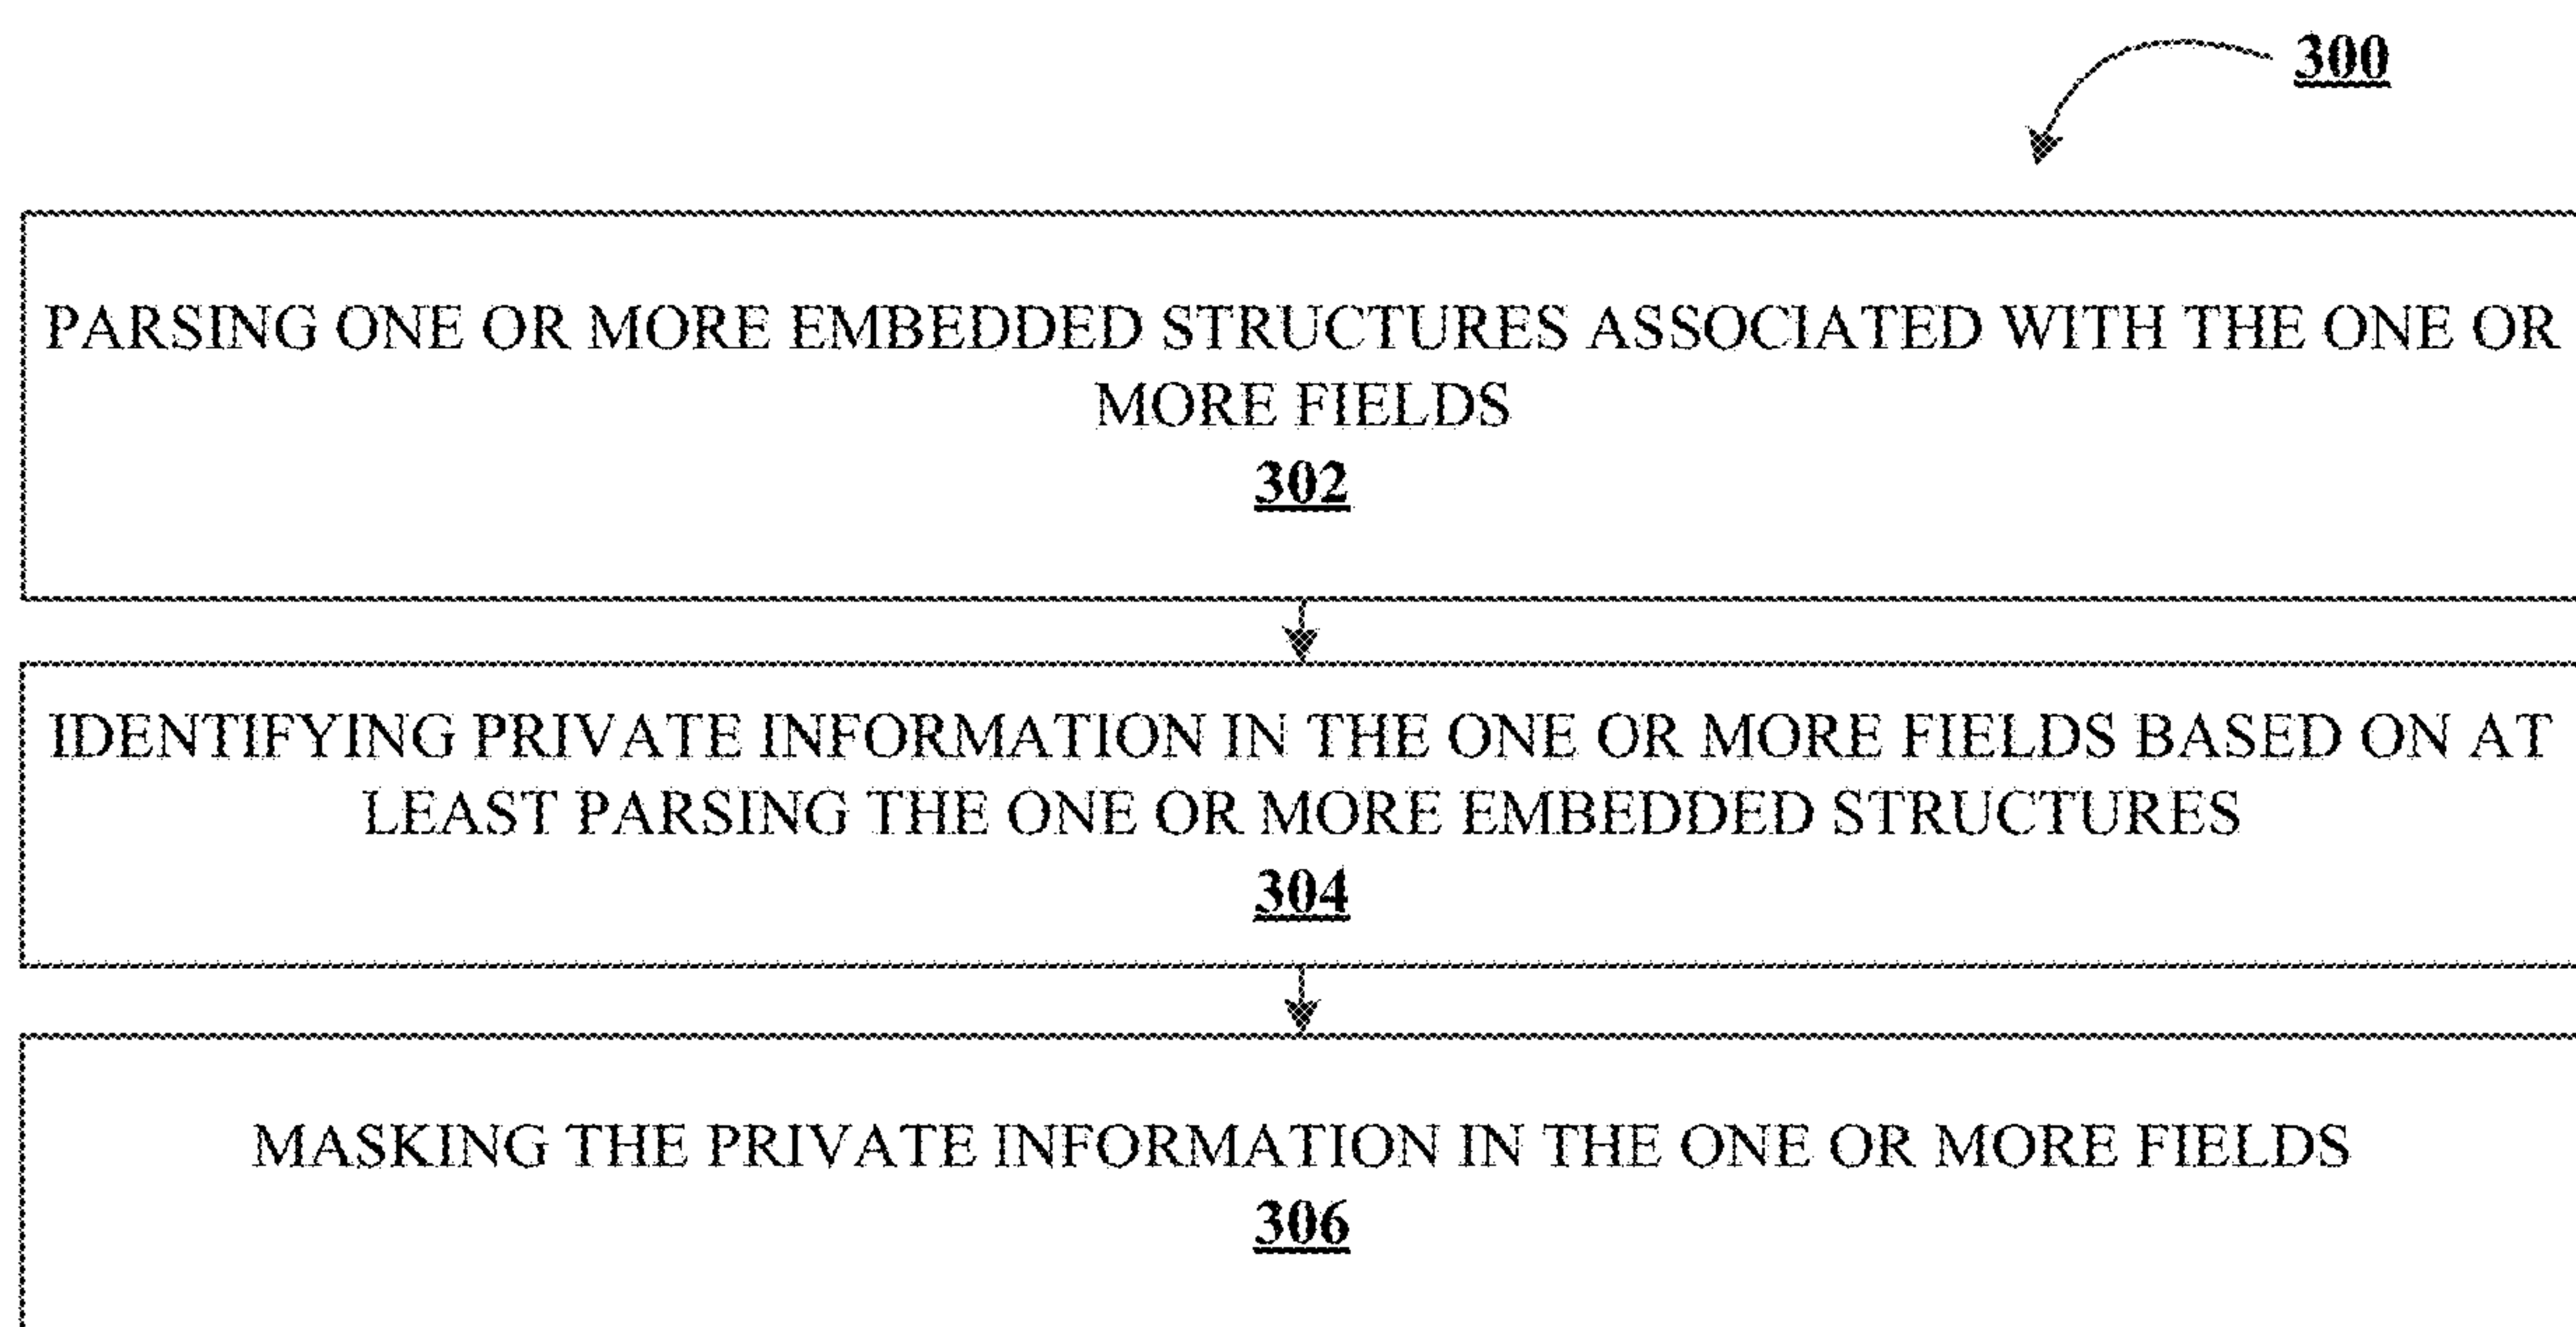 300
PARSING ONE OR MORE EMBEDDED STRUCTURES ASSOCIATED WITH THE ONE OR
MORE FIELDS
302
IDENTIFYING PRIVATE INFORMATION IN THE ONE OR MORE FIELDS BASED ON AT
LEAST PARSING THE ONE OR MORE EMBEDDED STRUCTURES
304
MASKING THE PRIVATE INFORMATION IN THE ONE OR MORE FIELDS
306